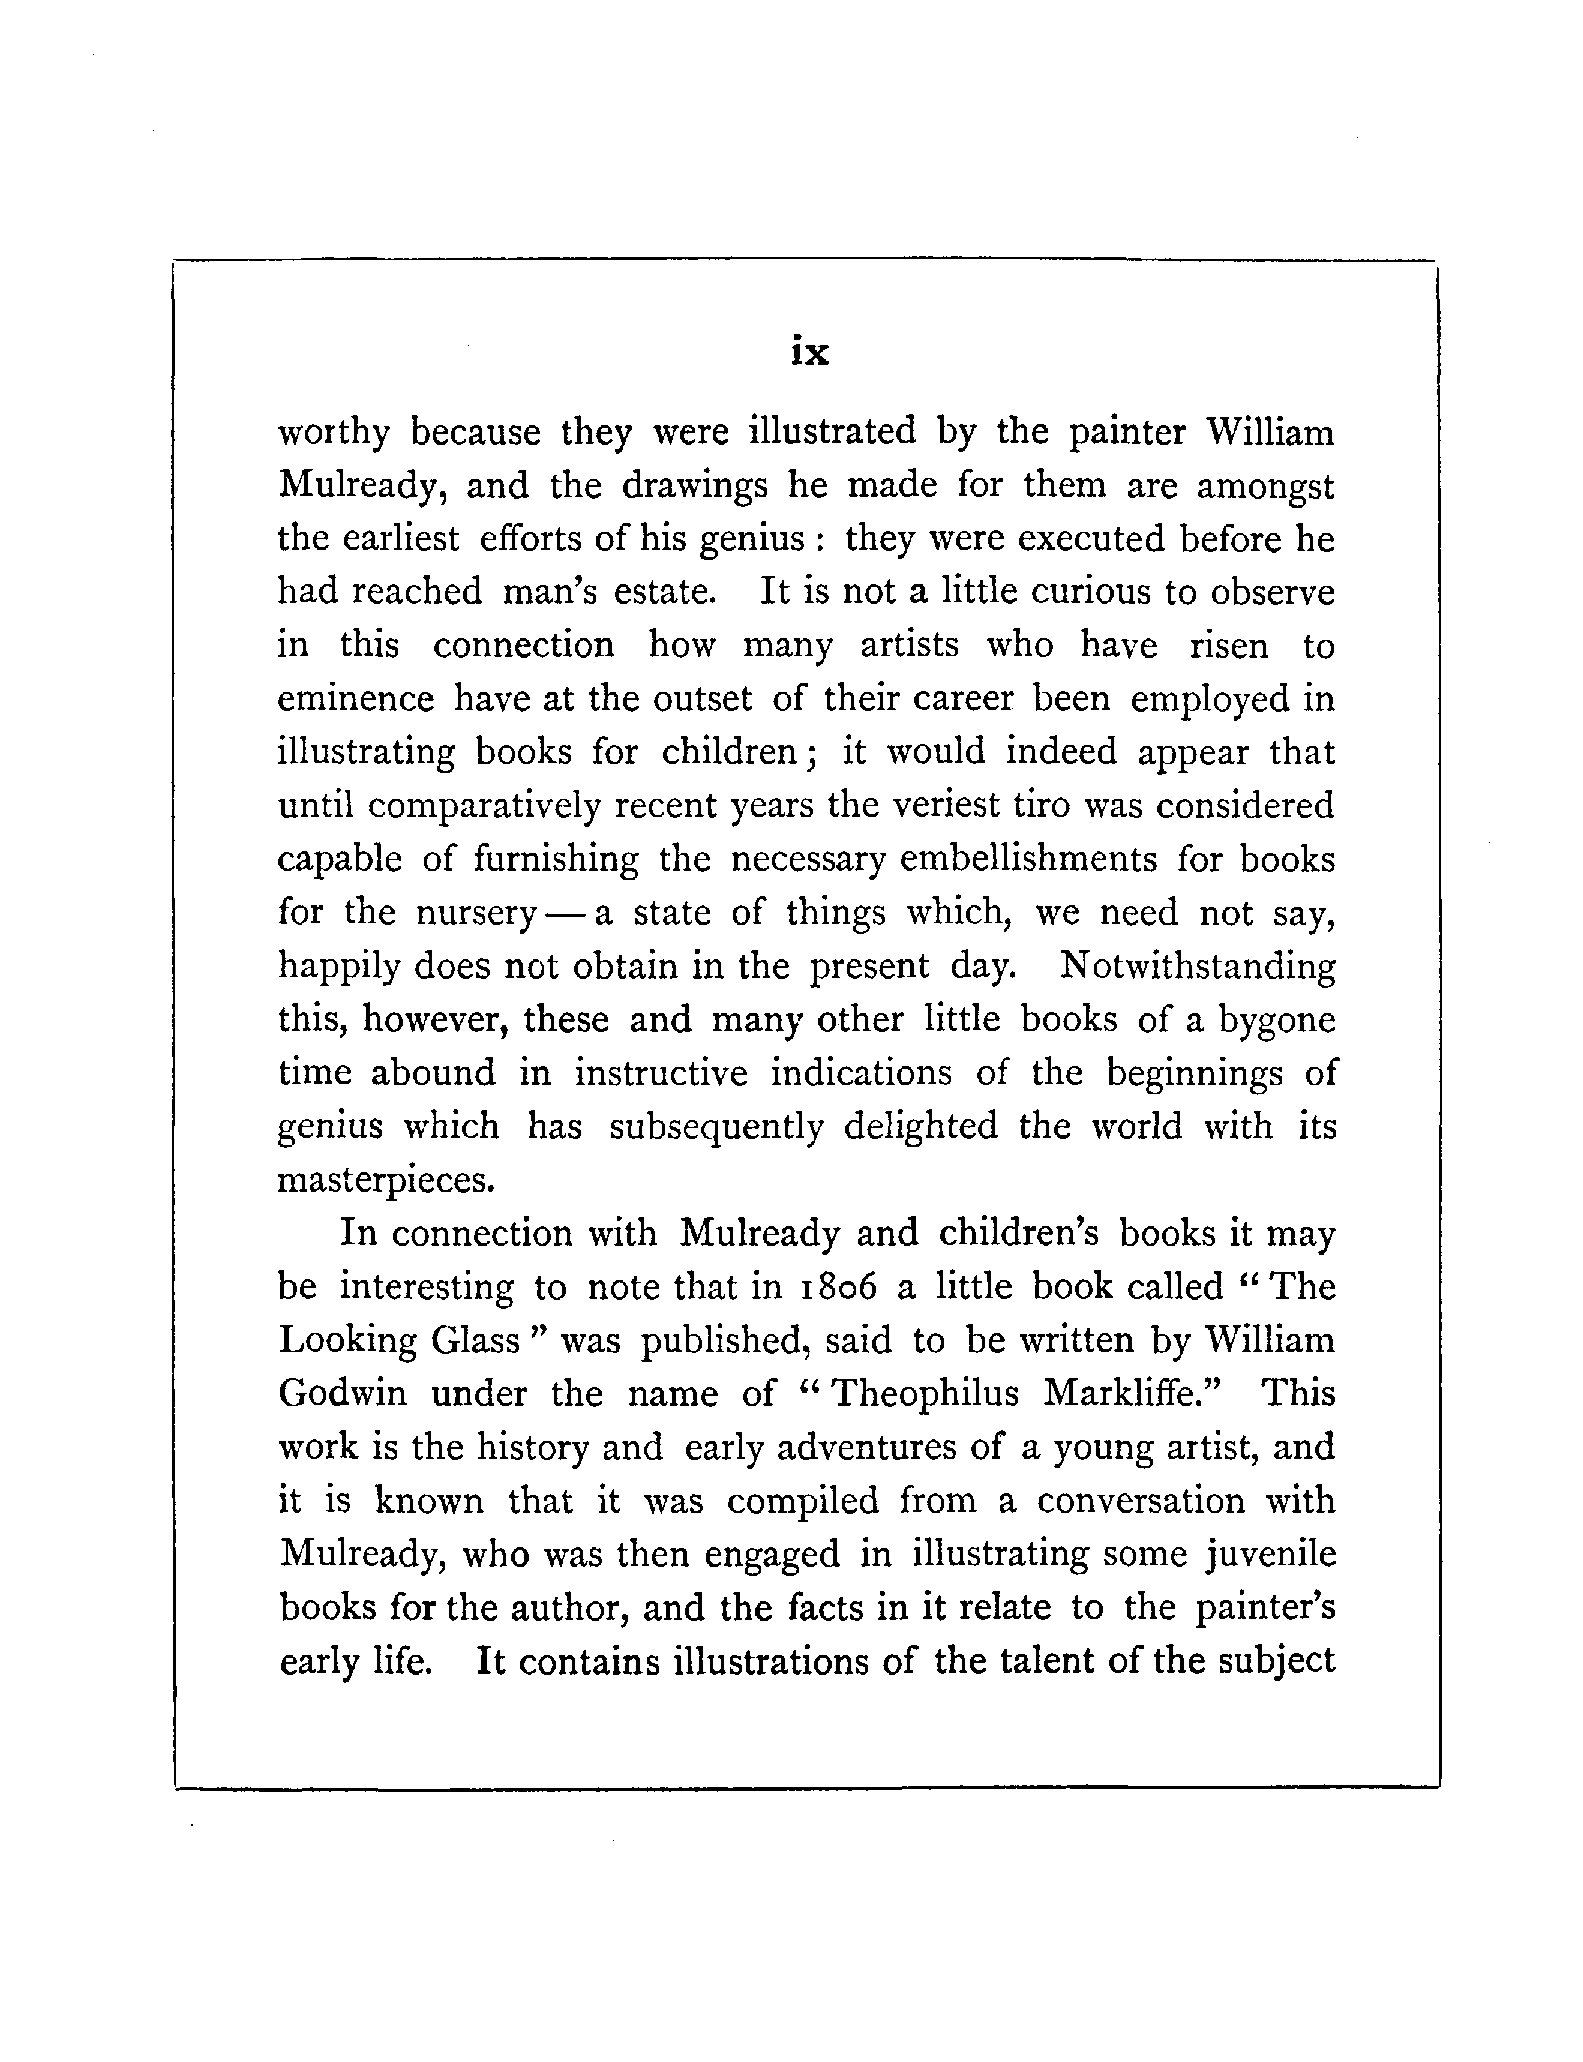 ix
worthy because they were illustrated by the painter William
Mulready, and the drawings he made for them are amongst
the earliest efforts of his genius : they were executed before he
had reached man's estate. It is not a little curious to observe
in this connection how many artists who have risen to
eminence have at the outset of their career been employed in
illustrating books for children ; it would indeed appear that
until comparatively recent years the veriest tiro was considered
capable of furnishing the necessary embellishments for books
for the nursery — a state of things which, we need not say,
happily does not obtain in the present day. Notwithstanding
this, however, these and many other little books of a bygone
time abound in instructive indications of the beginnings of
genius which has subsequently delighted the world with its
masterpieces.
In connection with Mulready and children's books it may
be interesting to note that in 1806 a little book called " The
Looking Glass " was published, said to be written by William
Godwin under the name of " Theophilus Markliffe." This
work is the history and early adventures of a young artist, and
it is known that it was compiled from a conversation with
Mulready, who was then engaged in illustrating some juvenile
books for the author, and the facts in it relate to the painter's
early life. It contains illustrations of the talent of the subject